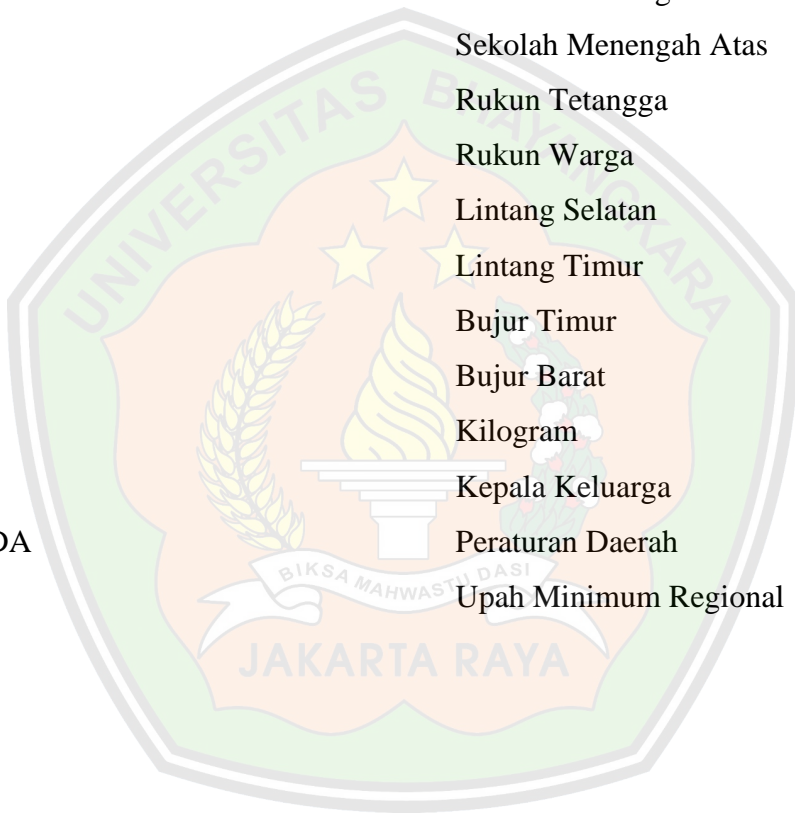 Sekolah Menengah Atas
Rukun Tetangga
Rukun Warga
Lintang Selatan
Lintang Timur
Bujur Timur
Bujur Barat
Kilogram
Kepala Keluarga
DA Peraturan Daerah
Upah Minimum Regional
UNIVERSITAS BHAYANGKARA
BIKSA MAHWASTU DASI
JAKARTA RAYA